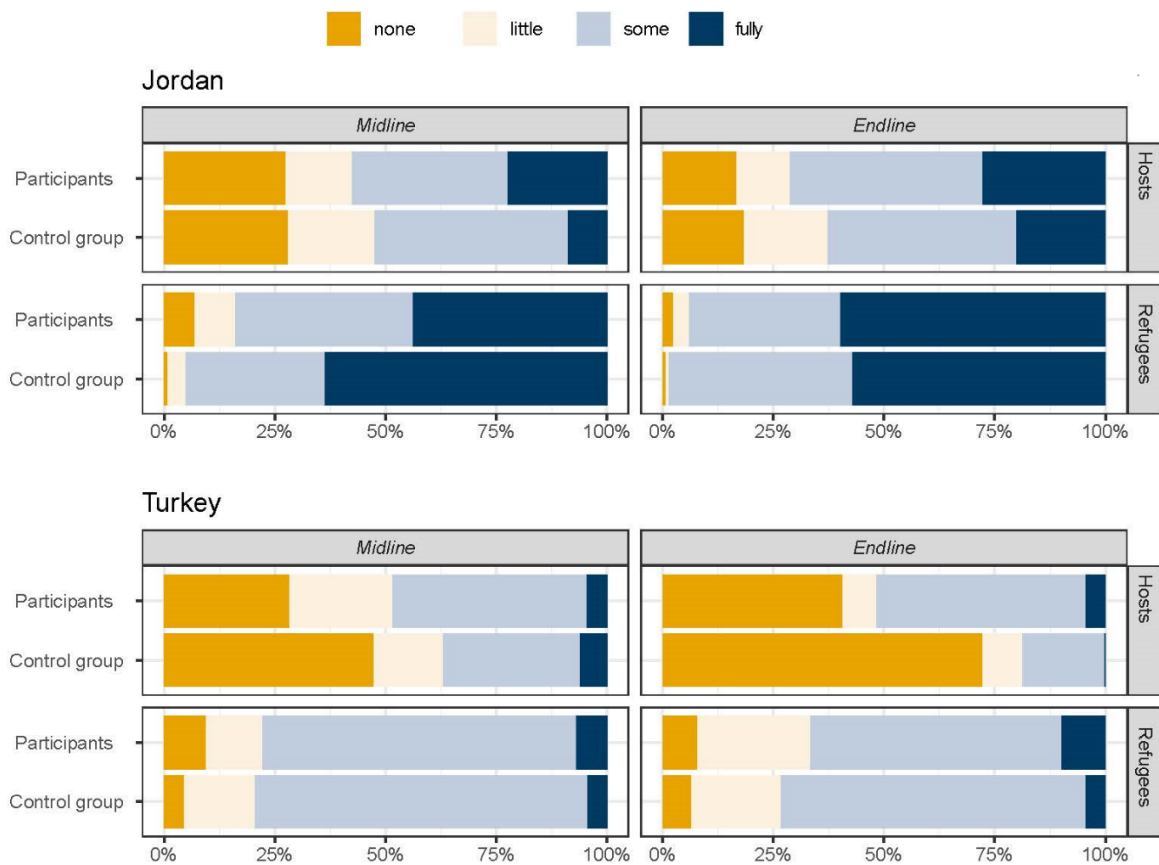 none little some fully
Jordan
Midline Endline
Participants
Control group
Hosts
Participants
Control group
Refugees
0% 25% 50% 75% 100% 0% 25% 50% 75% 100%
Turkey
Midline Endline
Participants
Control group
Hosts
Participants
Control group
Refugees
0% 25% 50% 75% 100% 0% 25% 50% 75% 100%